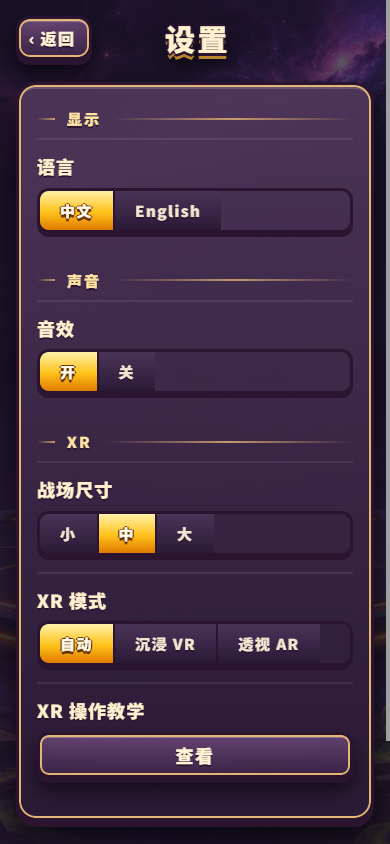 ‹ 返回
设置
显示
语言
中文 English
声音
音效
开 关
XR
战场尺寸
小 中 大
XR 模式
自动 沉浸 VR 透视 AR
XR 操作教学
查看